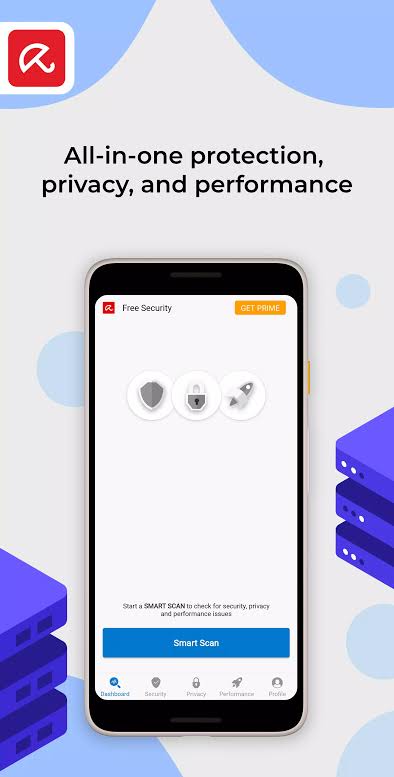 All-in-one protection,
privacy, and performance
Free Security
GET PRIME
Start a SMART SCAN to check for security, privacy
and performance issues
Smart Scan
Dashboard
Security
Privacy
Performance
Profile